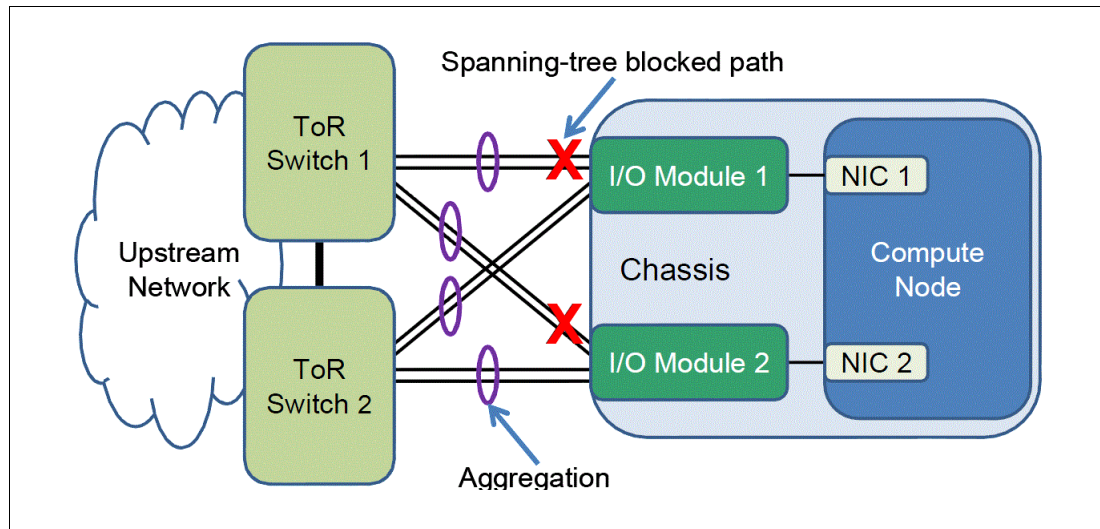 Spanning-tree blocked path
ToR
Switch 1
I/O Module 1
NIC 1
Upstream
Network
Chassis
Compute
Node
ToR
Switch 2
I/O Module 2
NIC 2
Aggregation